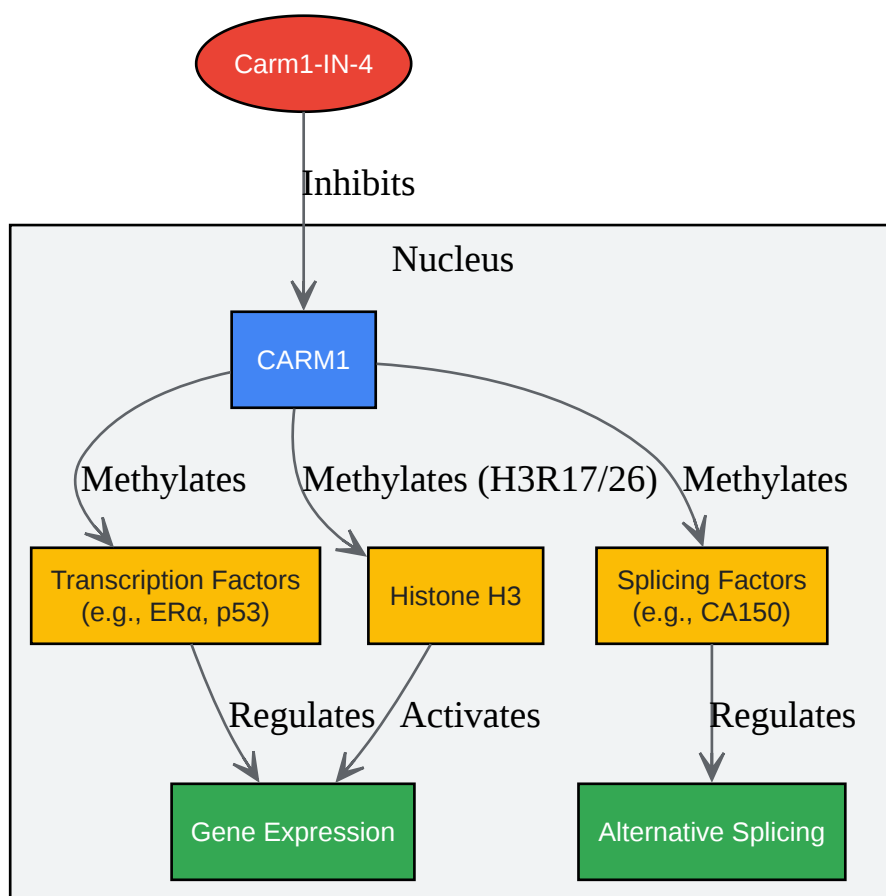 Carm1-IN-4
Inhibits
Nucleus
CARM1
Methylates
Methylates (H3R17/26)
Methylates
Transcription Factors
(e.g., ERα, p53)
Histone H3
Splicing Factors
(e.g., CA150)
Regulates
Activates
Regulates
Gene Expression
Alternative Splicing